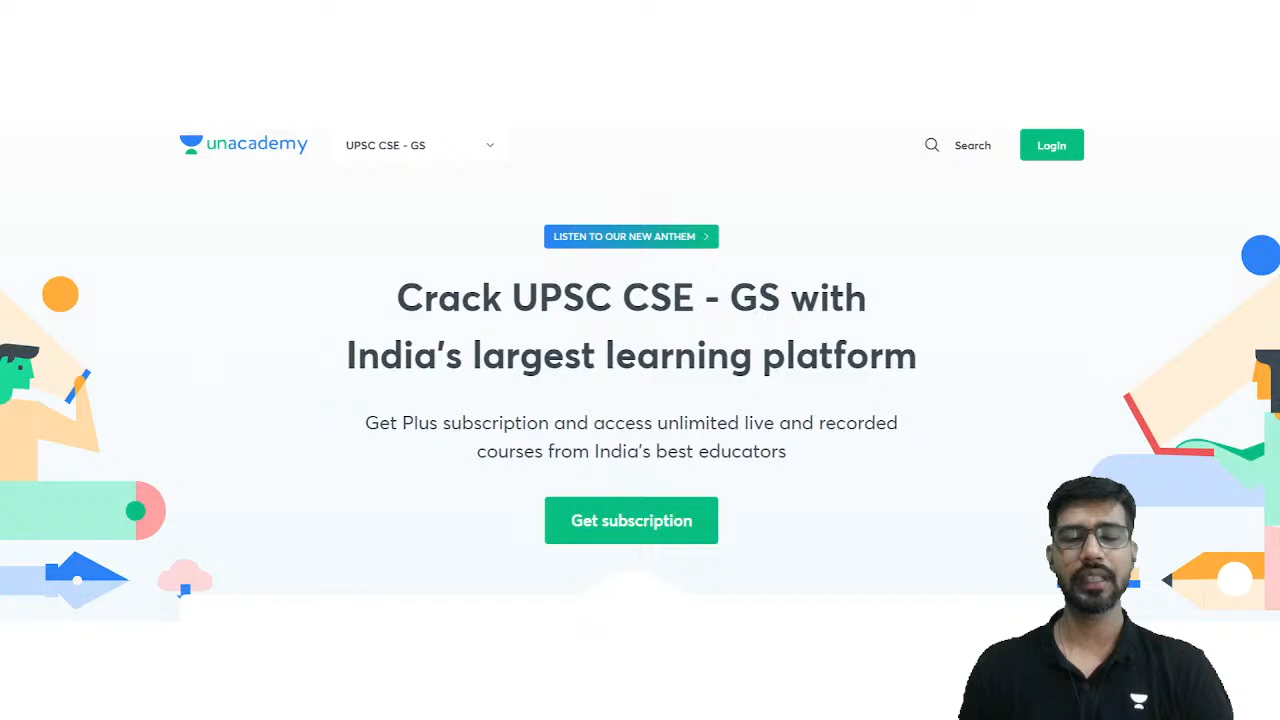 unacademy
UPSC CSE - GS
Search
Login
LISTEN TO OUR NEW ANTHEM
Crack UPSC CSE - GS with
India's largest learning platform
Get Plus subscription and access unlimited live and recorded
courses from India's best educators
Get subscription